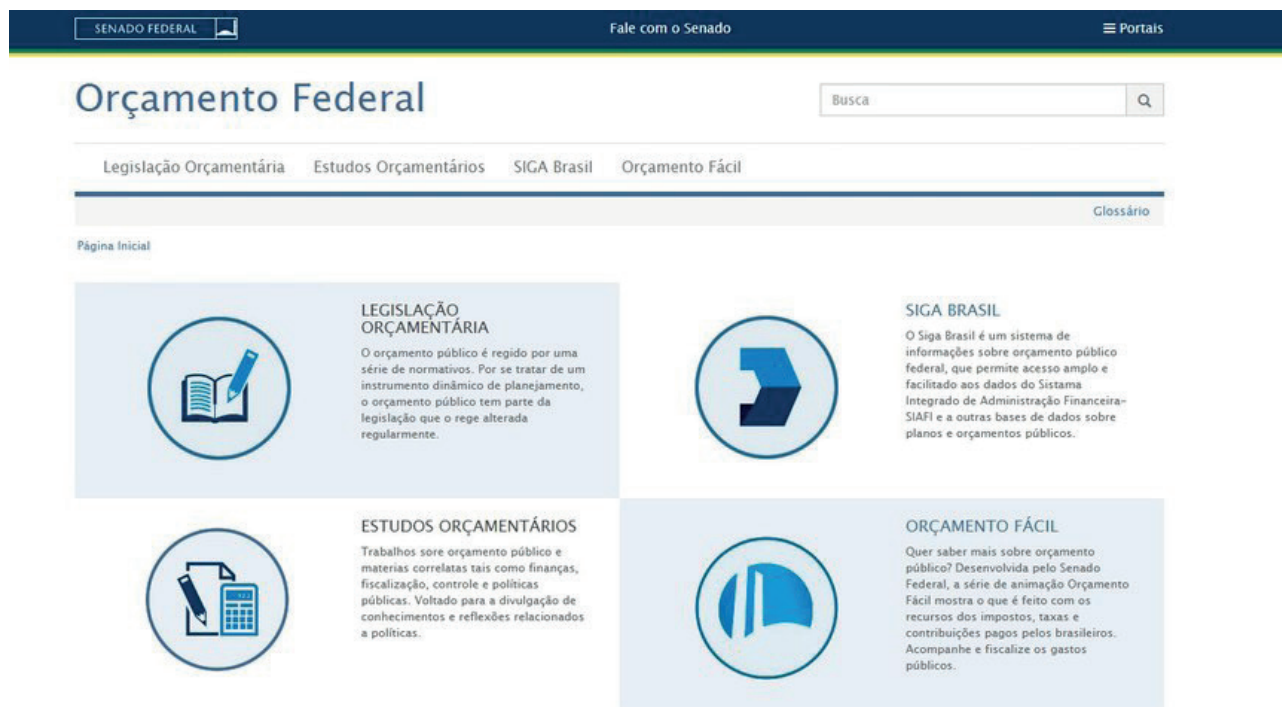 SENADO FEDERAL
Fale com o Senado
Portais
Orçamento Federal
Busca
Legislação Orçamentária
Estudos Orçamentários
SIGA Brasil
Orçamento Fácil
Glossário
Página Inicial
LEGISLAÇÃO
ORÇAMENTÁRIA
O orçamento público é regido por uma
série de normativos. Por se tratar de um
instrumento dinâmico de planejamento,
o orçamento público tem parte da
legislação que o rege alterada
regularmente.
SIGA BRASIL
O Siga Brasil é um sistema de
informações sobre orçamento público
federal, que permite acesso amplo e
facilitado aos dados do Sistama
Integrado de Administração Financeira-
SIAFI e a outras bases de dados sobre
planos e orçamentos públicos.
ESTUDOS ORÇAMENTÁRIOS
Trabalhos sore orçamento público e
materias correlatas tais como finanças,
fiscalização, controle e políticas
públicas. Voltado para a divulgação de
conhecimentos e reflexões relacionados
a políticas.
ORÇAMENTO FÁCIL
Quer saber mais sobre orçamento
público? Desenvolvida pelo Senado
Federal, a série de animação Orçamento
Fácil mostra o que é feito com os
recursos dos impostos, taxas e
contribuições pagos pelos brasileiros.
Acompanhe e fiscalize os gastos
públicos.